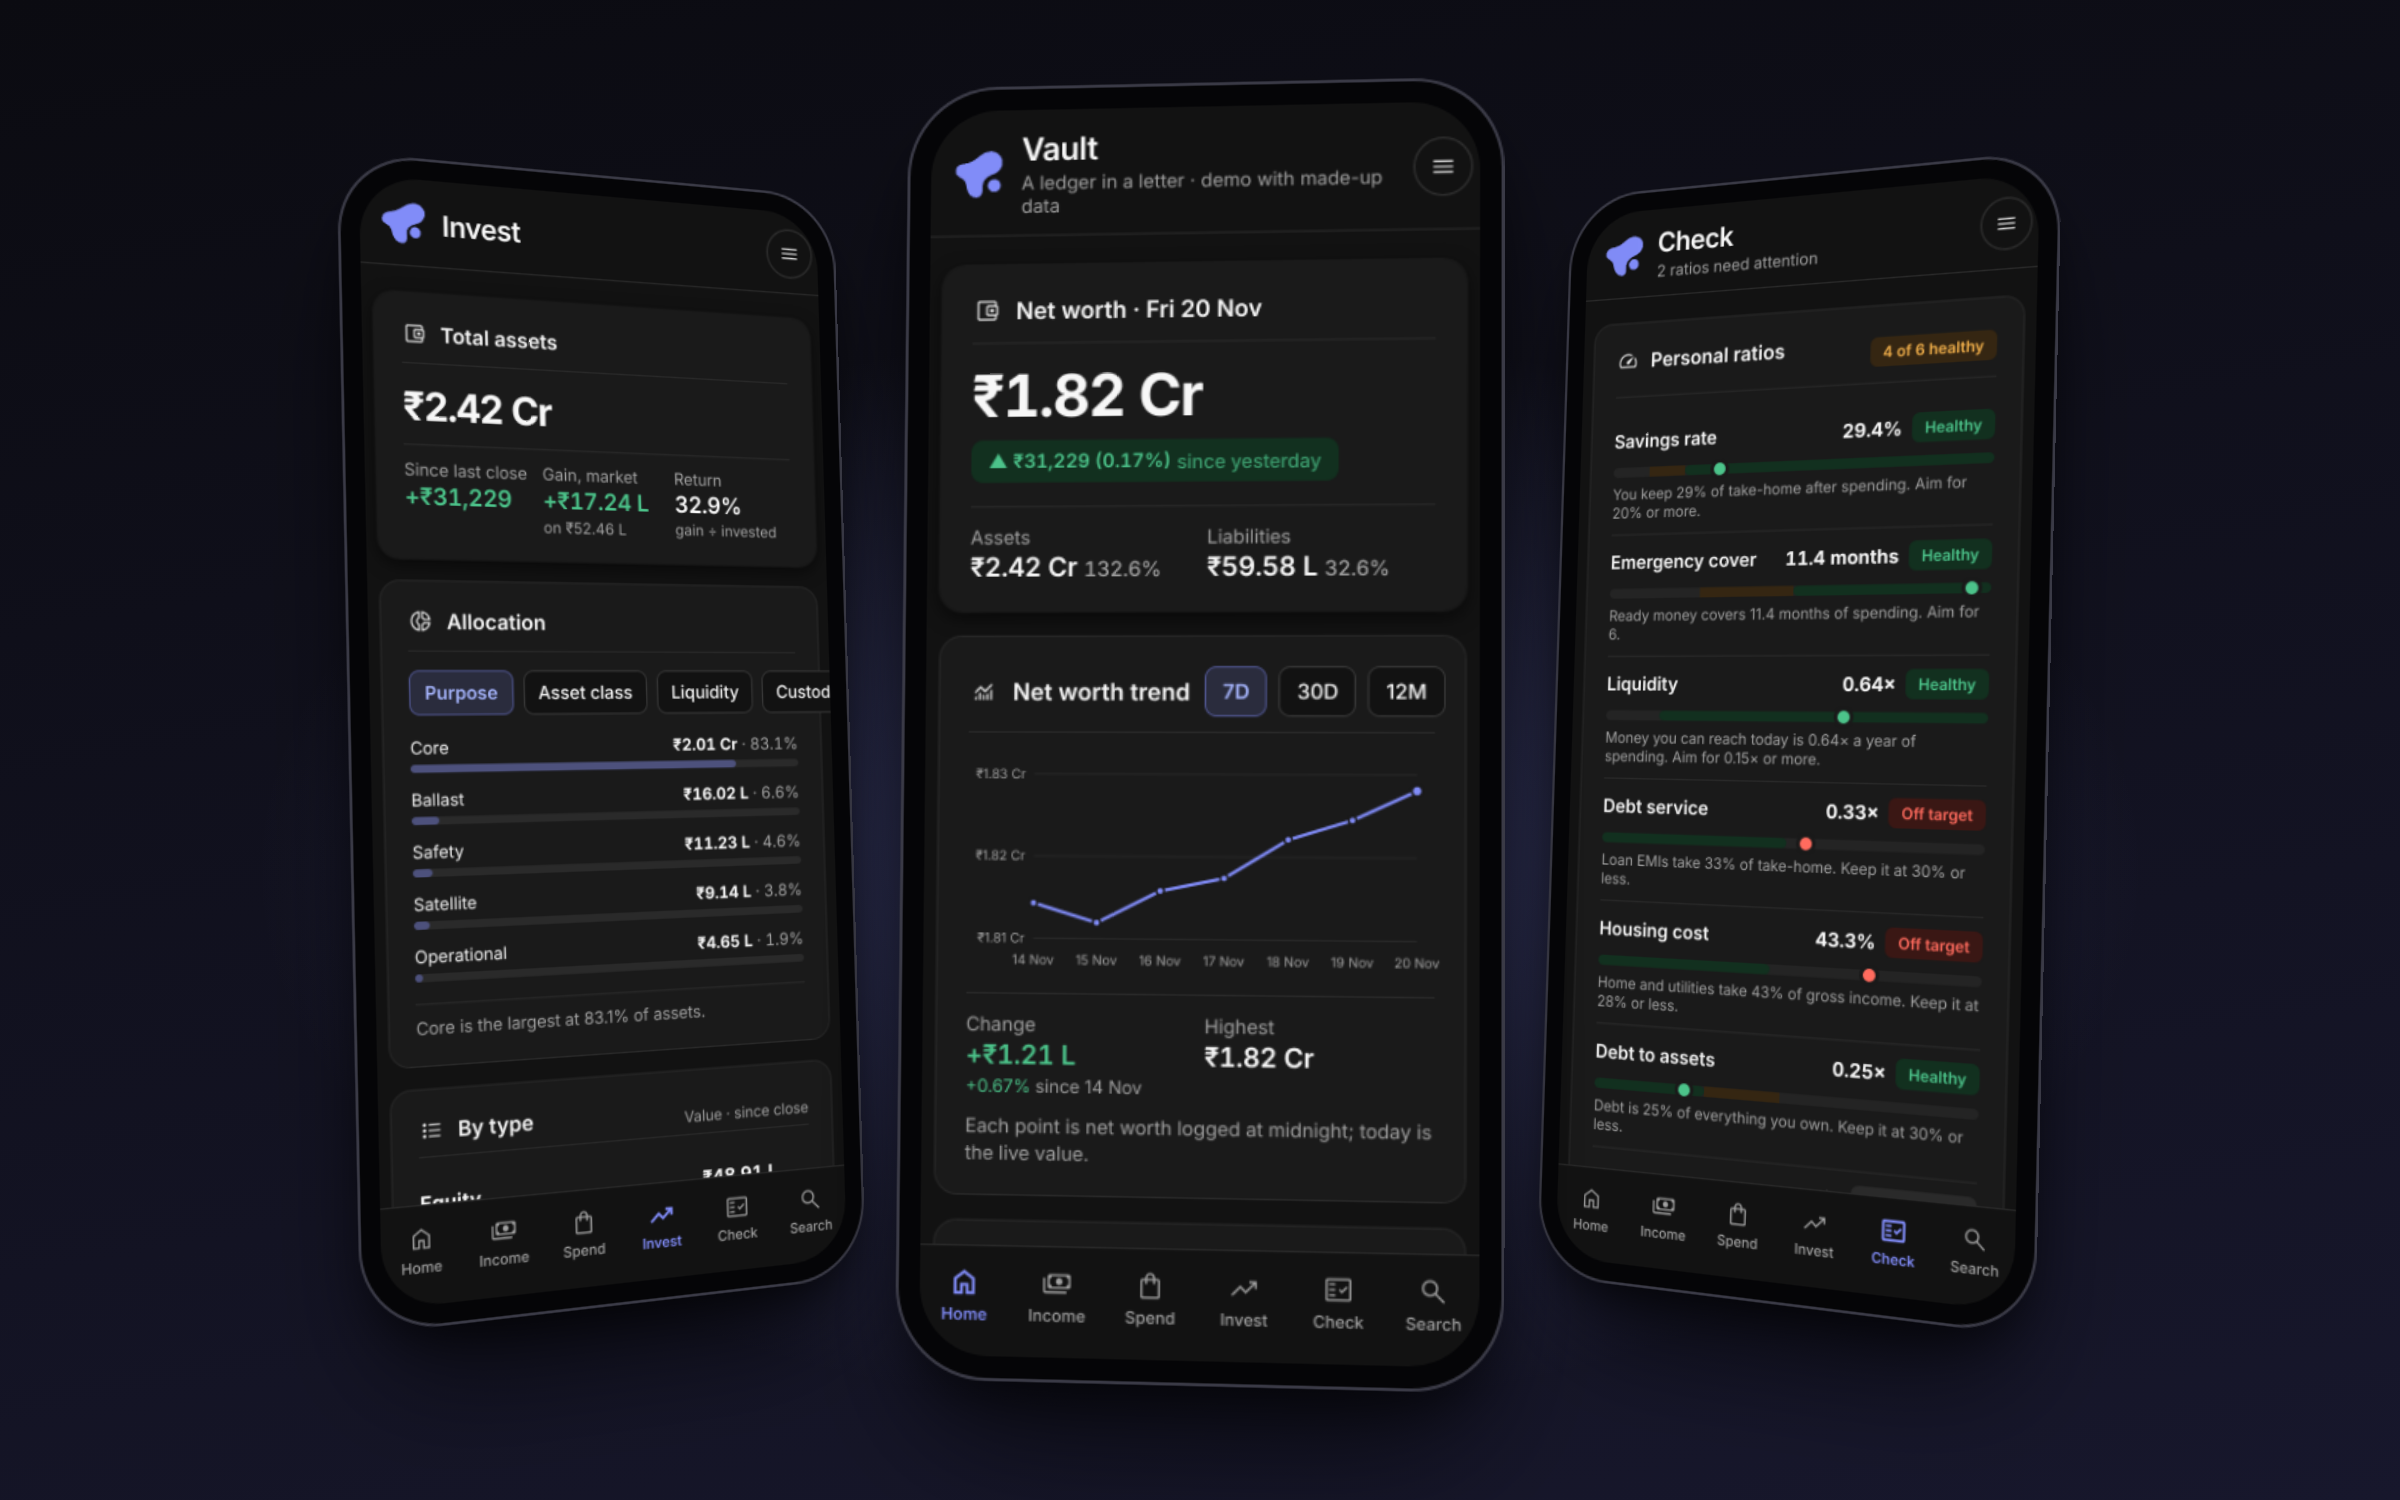 Invest
Total assets
₹2.42 Cr
Since last close
+₹31,229
Gain, market
+₹17.24 L
on ₹52.46 L
Return
32.9%
gain ÷ invested
Allocation
Purpose
Asset class
Liquidity
Custod
Core
₹2.01 Cr · 83.1%
Ballast
₹16.02 L · 6.6%
Safety
₹11.23 L · 4.6%
Satellite
₹9.14 L · 3.8%
Operational
₹4.65 L · 1.9%
Core is the largest at 83.1% of assets.
By type
Value · since close
Equity
₹48.91 L
Home
Income
Spend
Invest
Check
Search
Vault
A ledger in a letter · demo with made-up
data
Net worth · Fri 20 Nov
₹1.82 Cr
▲ ₹31,229 (0.17%) since yesterday
Assets
₹2.42 Cr 132.6%
Liabilities
₹59.58 L 32.6%
Net worth trend
7D
30D
12M
₹1.83 Cr
₹1.82 Cr
₹1.81 Cr
14 Nov
15 Nov
16 Nov
17 Nov
18 Nov
19 Nov
20 Nov
Change
+₹1.21 L
+0.67% since 14 Nov
Highest
₹1.82 Cr
Each point is net worth logged at midnight; today is
the live value.
Home
Income
Spend
Invest
Check
Search
Check
2 ratios need attention
Personal ratios
4 of 6 healthy
Savings rate
29.4%
Healthy
You keep 29% of take-home after spending. Aim for
20% or more.
Emergency cover
11.4 months
Healthy
Ready money covers 11.4 months of spending. Aim for
6.
Liquidity
0.64×
Healthy
Money you can reach today is 0.64× a year of
spending. Aim for 0.15× or more.
Debt service
0.33×
Off target
Loan EMIs take 33% of take-home. Keep it at 30% or
less.
Housing cost
43.3%
Off target
Home and utilities take 43% of gross income. Keep it at
28% or less.
Debt to assets
0.25×
Healthy
Debt is 25% of everything you own. Keep it at 30% or
less.
Home
Income
Spend
Invest
Check
Search